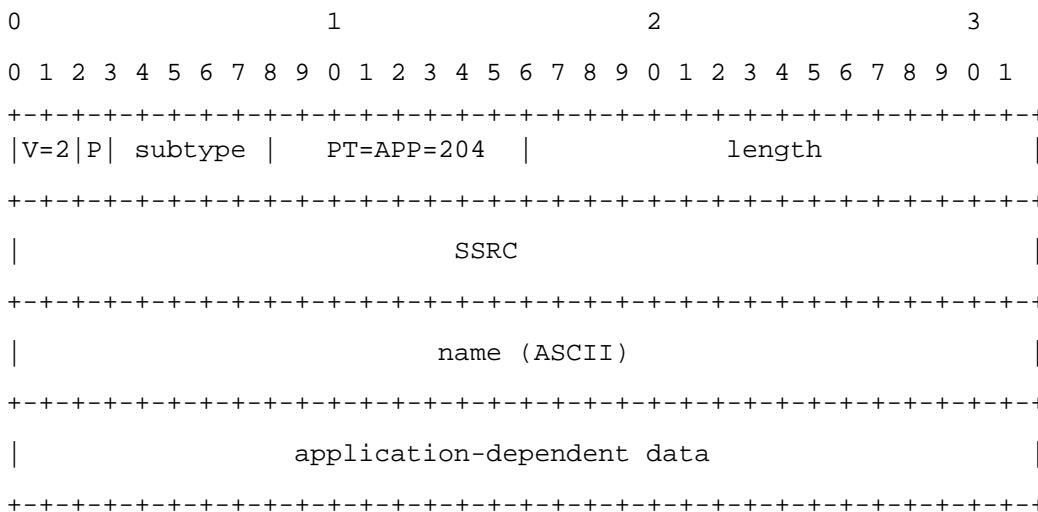 0                   1                   2                   3
0 1 2 3 4 5 6 7 8 9 0 1 2 3 4 5 6 7 8 9 0 1 2 3 4 5 6 7 8 9 0 1
+-+-+-+-+-+-+-+-+-+-+-+-+-+-+-+-+-+-+-+-+-+-+-+-+-+-+-+-+-+-+-+-+
|V=2|P| subtype |   PT=APP=204  |            length             |
+-+-+-+-+-+-+-+-+-+-+-+-+-+-+-+-+-+-+-+-+-+-+-+-+-+-+-+-+-+-+-+-+
|                           SSRC                                |
+-+-+-+-+-+-+-+-+-+-+-+-+-+-+-+-+-+-+-+-+-+-+-+-+-+-+-+-+-+-+-+-+
|                          name (ASCII)                         |
+-+-+-+-+-+-+-+-+-+-+-+-+-+-+-+-+-+-+-+-+-+-+-+-+-+-+-+-+-+-+-+-+
|                 application-dependent data                    |
+-+-+-+-+-+-+-+-+-+-+-+-+-+-+-+-+-+-+-+-+-+-+-+-+-+-+-+-+-+-+-+-+